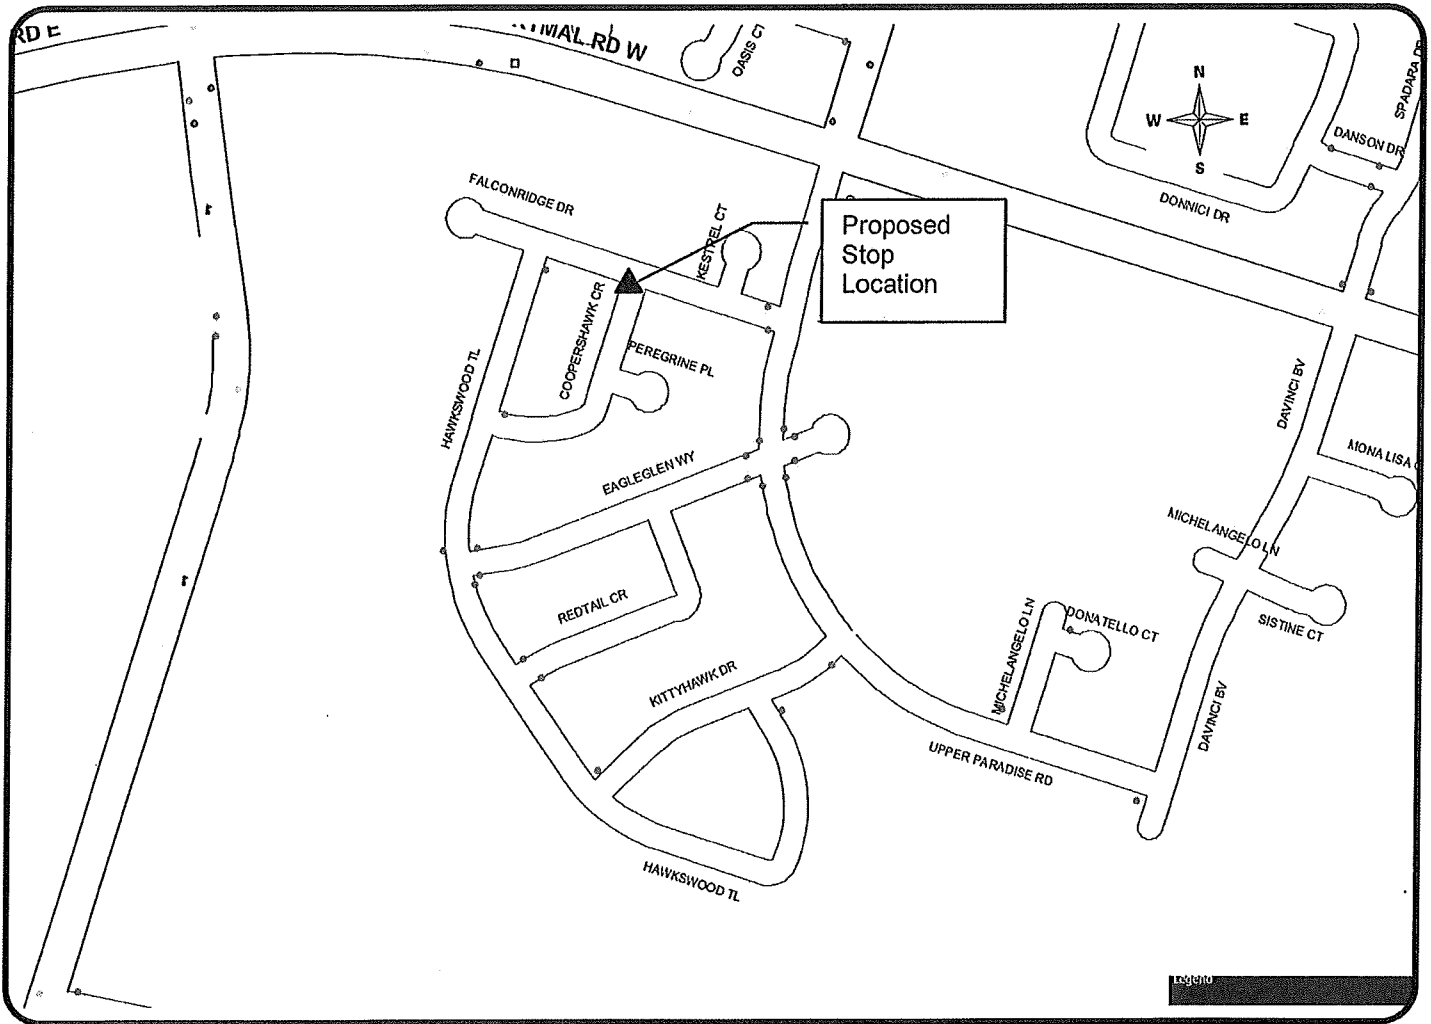 RD E
RYMAL RD W
OASIS CT
SPADARA DR
N
W E
S
DANSON DR
DONNICI DR
FALCONRIDGE DR
KESTREL CT
Proposed
Stop
Location
COOPERSHAWK CR
PEREGRINE PL
HAWKSWOOD TL
DAVINCI BV
MONA LISA
EAGLEGLEN WY
MICHELANGELO LN
REDTAIL CR
MICHELANGELO LN
DONATELLO CT
SISTINE CT
KITTYHAWK DR
DAVINCI BV
UPPER PARADISE RD
HAWKSWOOD TL
Legend